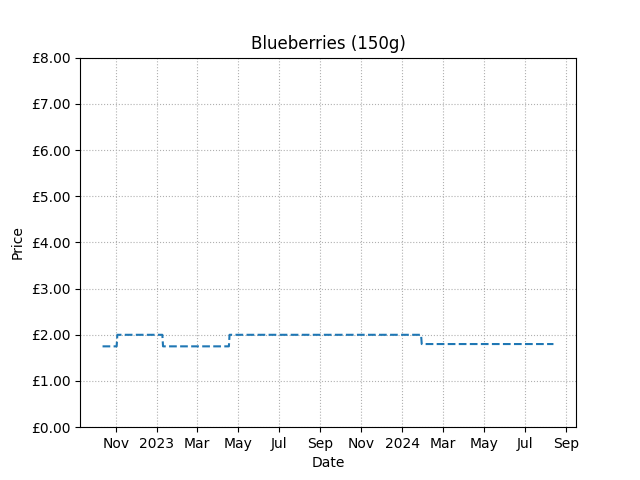 Blueberries (150g)
£8.00
£7.00
£6.00
£5.00
£4.00
£3.00
£2.00
£1.00
£0.00
Price
Nov 2023 Mar May Jul Sep Nov 2024 Mar May Jul Sep
Date